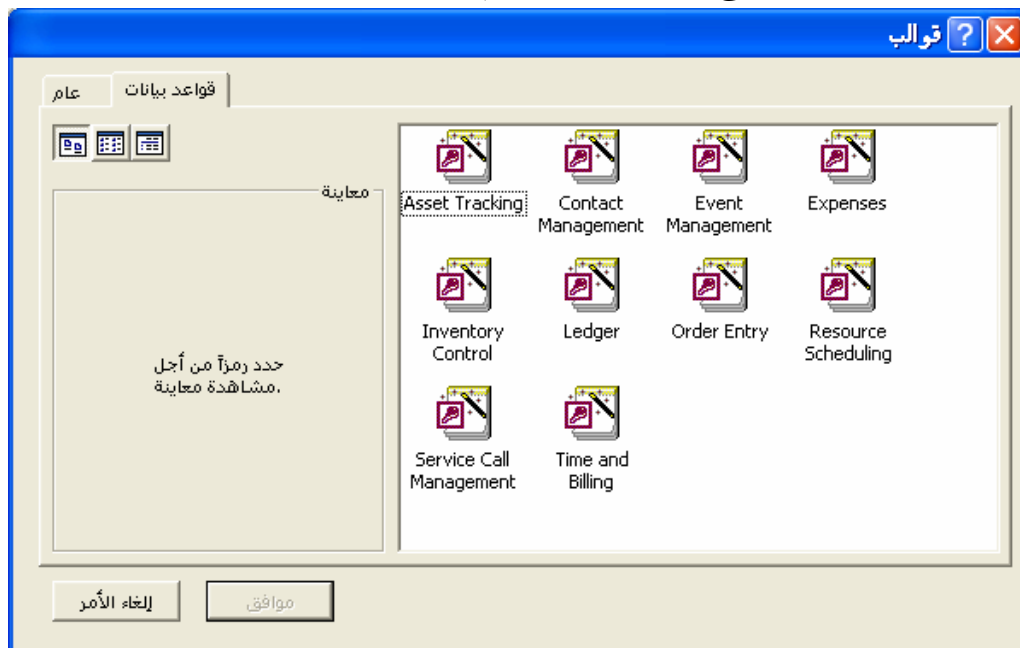 قوالب
قواعد بيانات
عام
معاينة
حدد رمزاً من أجل
مشاهدة معاينة.
Asset Tracking
Contact
Management
Event
Management
Expenses
Inventory
Control
Ledger
Order Entry
Resource
Scheduling
Service Call
Management
Time and
Billing
موافق
إلغاء الأمر